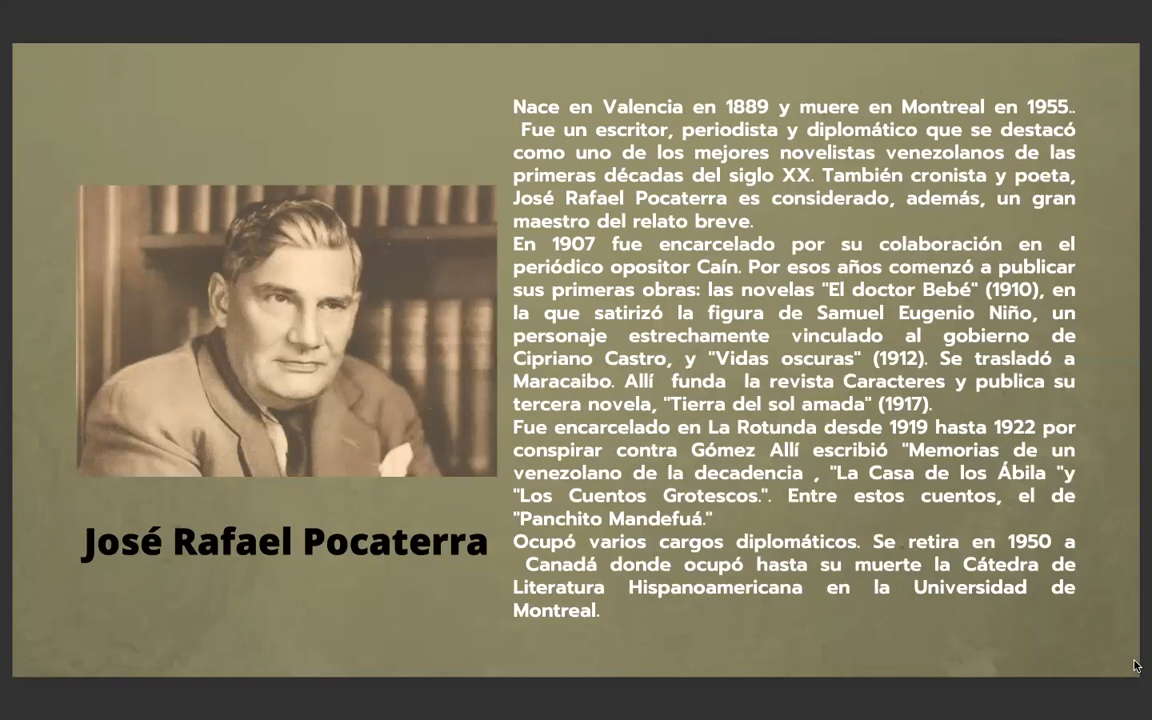 Nace en Valencia en 1889 y muere en Montreal en 1955..
Fue un escritor, periodista y diplomático que se destacó
como uno de los mejores novelistas venezolanos de las
primeras décadas del siglo XX. También cronista y poeta,
José Rafael Pocaterra es considerado, además, un gran
maestro del relato breve.
En 1907 fue encarcelado por su colaboración en el
periódico opositor Caín. Por esos años comenzó a publicar
sus primeras obras: las novelas "El doctor Bebé" (1910), en
la que satirizó la figura de Samuel Eugenio Niño, un
personaje estrechamente vinculado al gobierno de
Cipriano Castro, y "Vidas oscuras" (1912). Se trasladó a
Maracaibo. Allí funda la revista Caracteres y publica su
tercera novela, "Tierra del sol amada" (1917).
Fue encarcelado en La Rotunda desde 1919 hasta 1922 por
conspirar contra Gómez Allí escribió "Memorias de un
venezolano de la decadencia , "La Casa de los Ábila "y
"Los Cuentos Grotescos.". Entre estos cuentos, el de
"Panchito Mandefuá."
Ocupó varios cargos diplomáticos. Se retira en 1950 a
Canadá donde ocupó hasta su muerte la Cátedra de
Literatura Hispanoamericana en la Universidad de
Montreal.
José Rafael Pocaterra